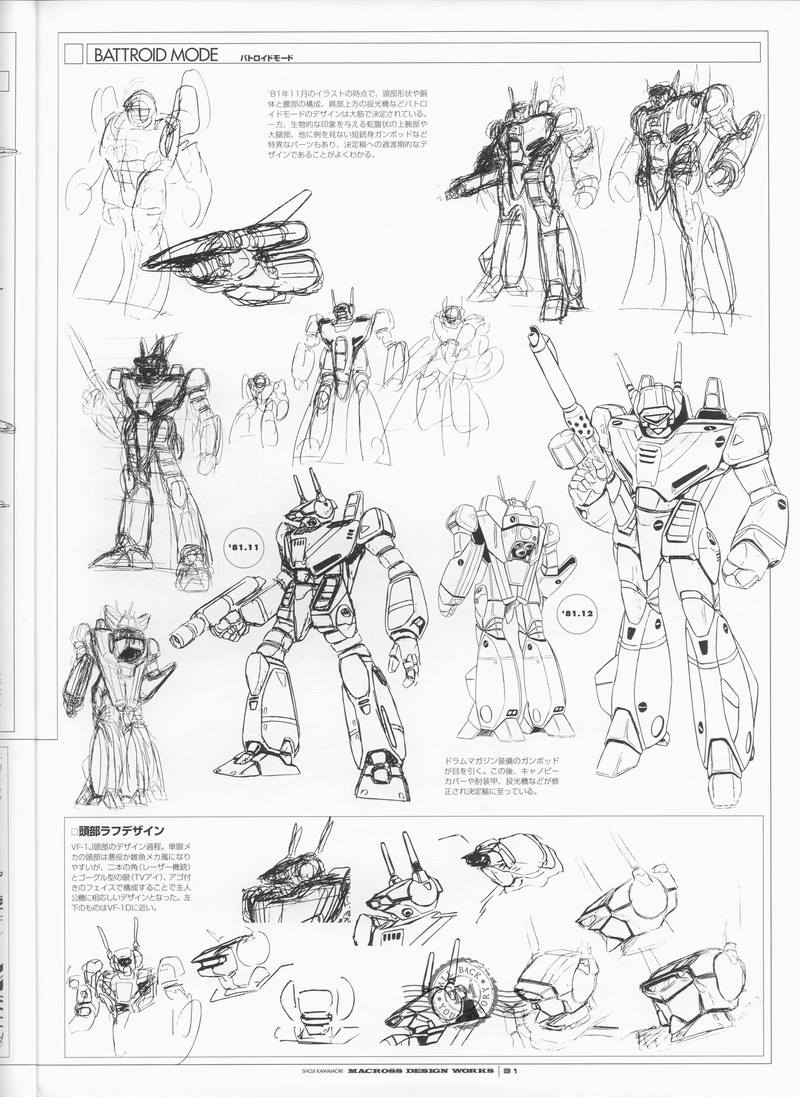 BATTROID MODE バトロイドモード
'81年11月のイラストの時点で、頭部形状や胴
体と腰部の構成、肩部上方の投光機などバトロ
イドモードのデザインは大筋で決定されている。
一方、生物的な印象を与える蛇腹状の上腕部や
大腿部、他に例を見ない短銃身ガンポッドなど
特異なパーツもあり、決定稿への過渡期的なデ
ザインであることがよくわかる。
'81.11
'81.12
ドラムマガジン装備のガンポッド
が目を引く。この後、キャノピー
カバーや肘装甲、投光機などが修
正され決定稿に至っている。
□頭部ラフデザイン
VF-1J頭部のデザイン過程。単眼メ
カの頭部は悪役か雑魚メカ風になり
やすいが、二本の角(レーザー機銃)
とゴーグル型の眼(TVアイ)、アゴ付
きのフェイスで構成することで主人
公機に相応しいデザインとなった。左
下のものはVF-1Dに近い。
BACK
SHOJI KAWAMORI MACROSS DESIGN WORKS 31